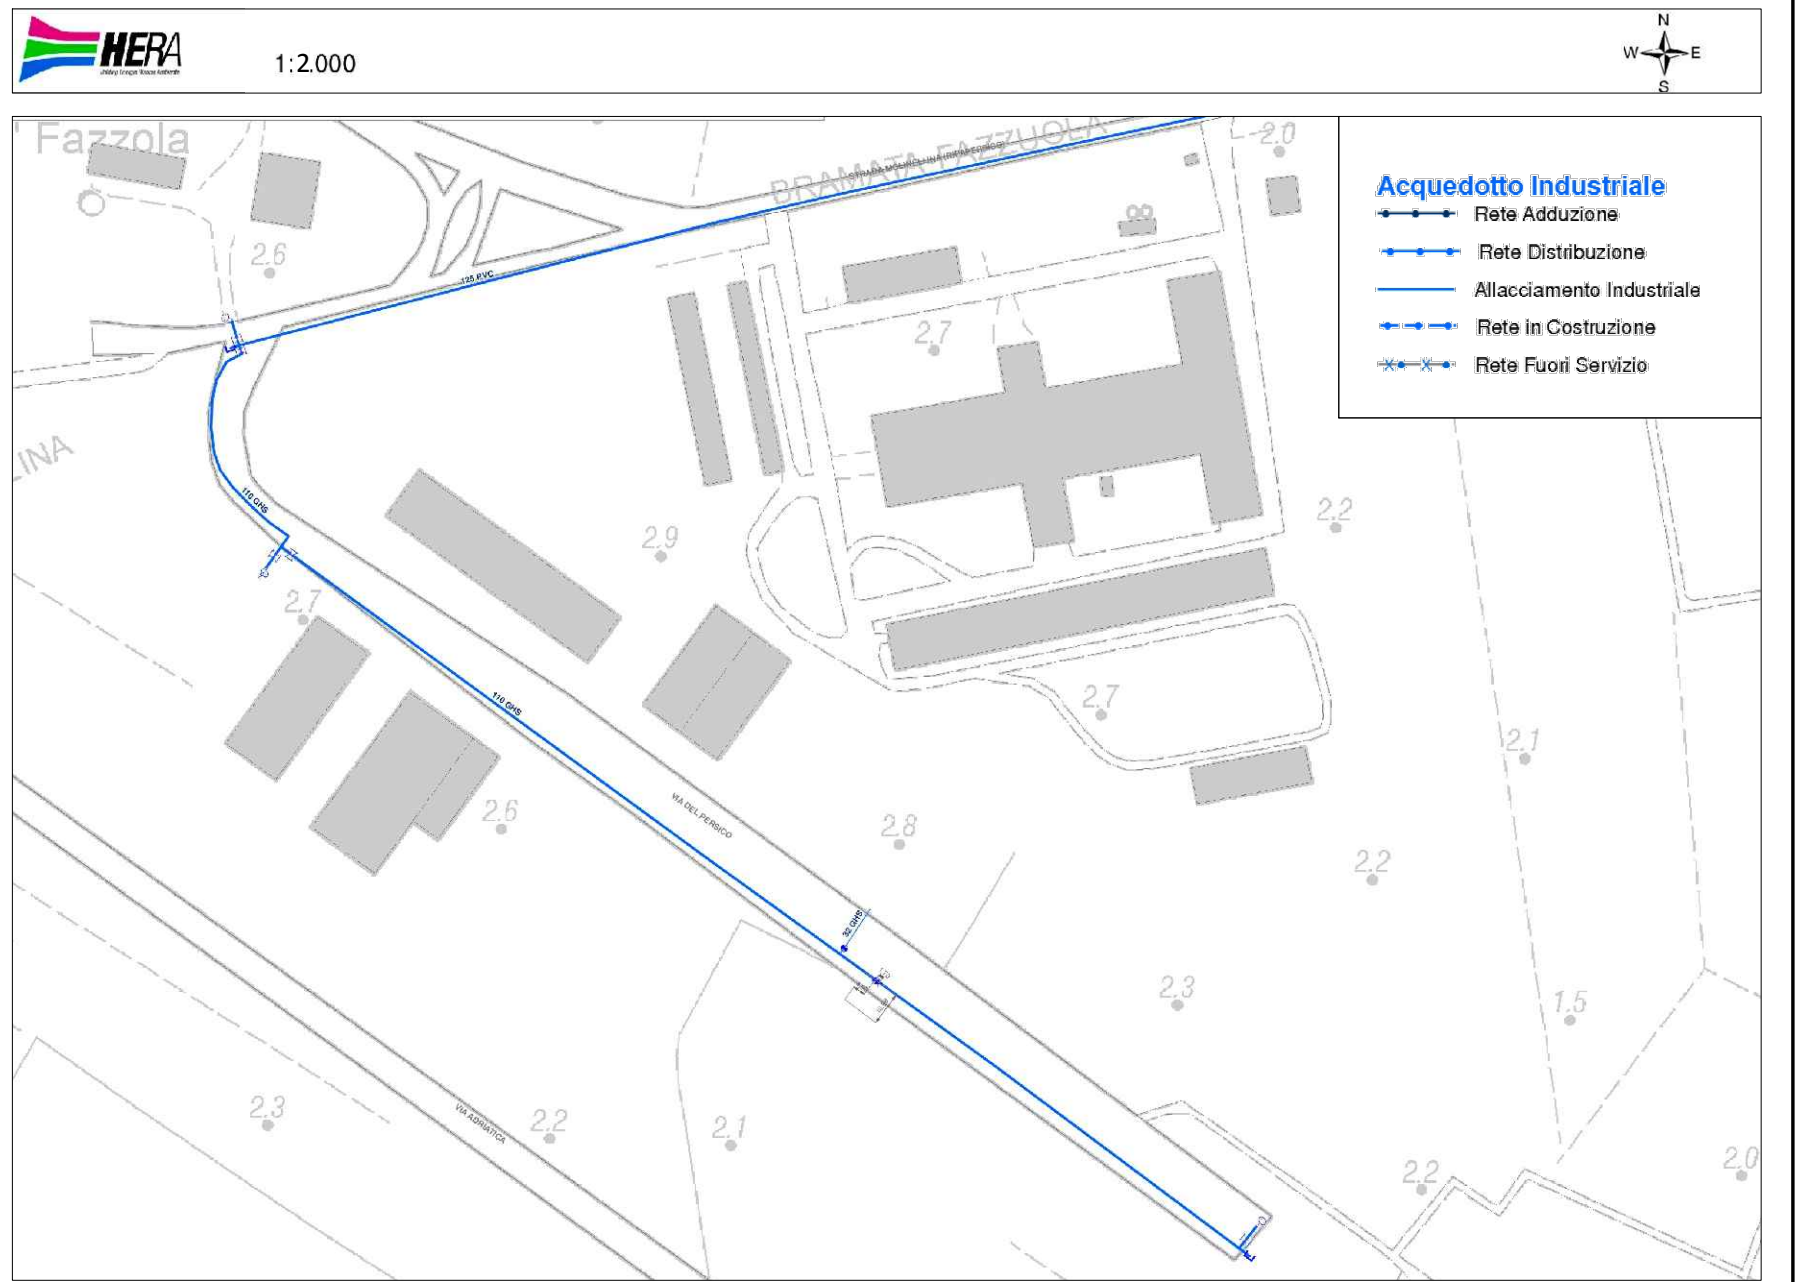 HERA
1:2.000
N
W E
S
Fazzola
BRAMATA FAZZUOLA
2.0
Acquedotto Industriale
Rete Adduzione
Rete Distribuzione
Allacciamento Industriale
Rete in Costruzione
Rete Fuori Servizio
8
2.6
125 PVC
2.7
LINA
110 GHS
2.9
2.2
2.7
110 GHS
2.7
2.1
VIA DEL PERSICO
2.6
2.8
2.2
32 GHS
2.3
1.5
2.3
VIA ADRIATICA
2.2
2.1
2.2
2.0